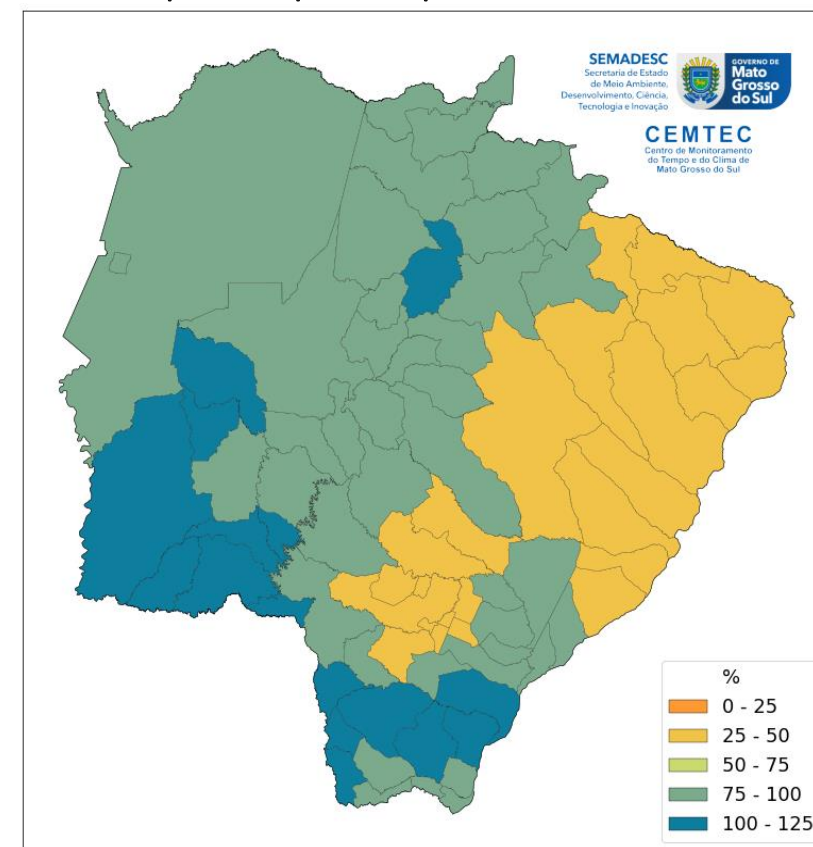 SEMADESC
Secretaria de Estado
de Meio Ambiente,
Desenvolvimento, Ciência,
Tecnologia e Inovação
GOVERNO DE
Mato
Grosso
do Sul
CEMTEC
Centro de Monitoramento
do Tempo e do Clima de
Mato Grosso do Sul
%
0 - 25
25 - 50
50 - 75
75 - 100
100 - 125